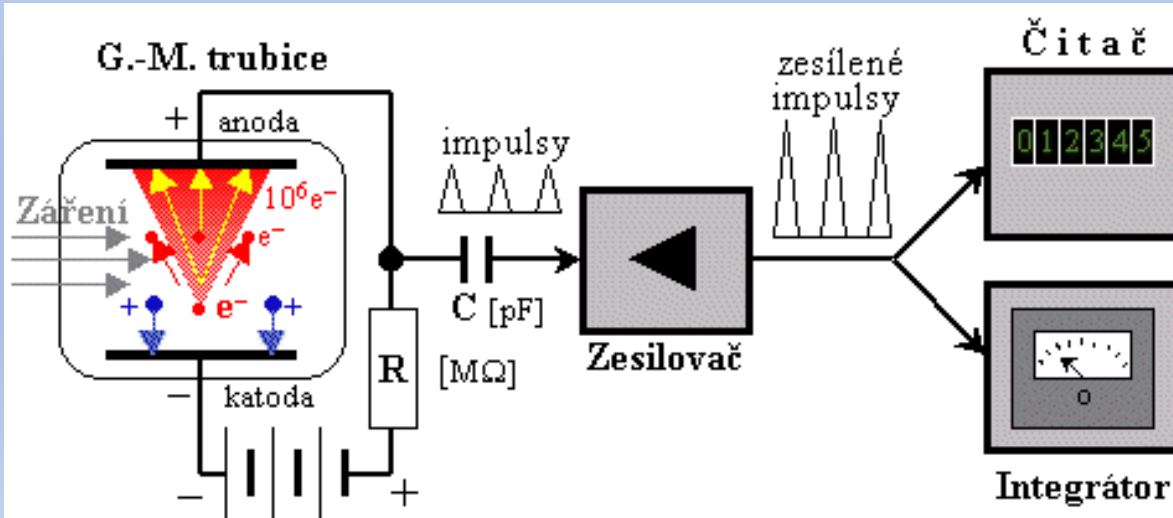 G.-M. trubice
+
anoda
Záření
10⁶e⁻
e⁻
+
e⁻
+
−
katoda
−
+
R
[MΩ]
impulsy
C [pF]
Zesilovač
zesílené
impulsy
Čitač
012345
0
Integrátor